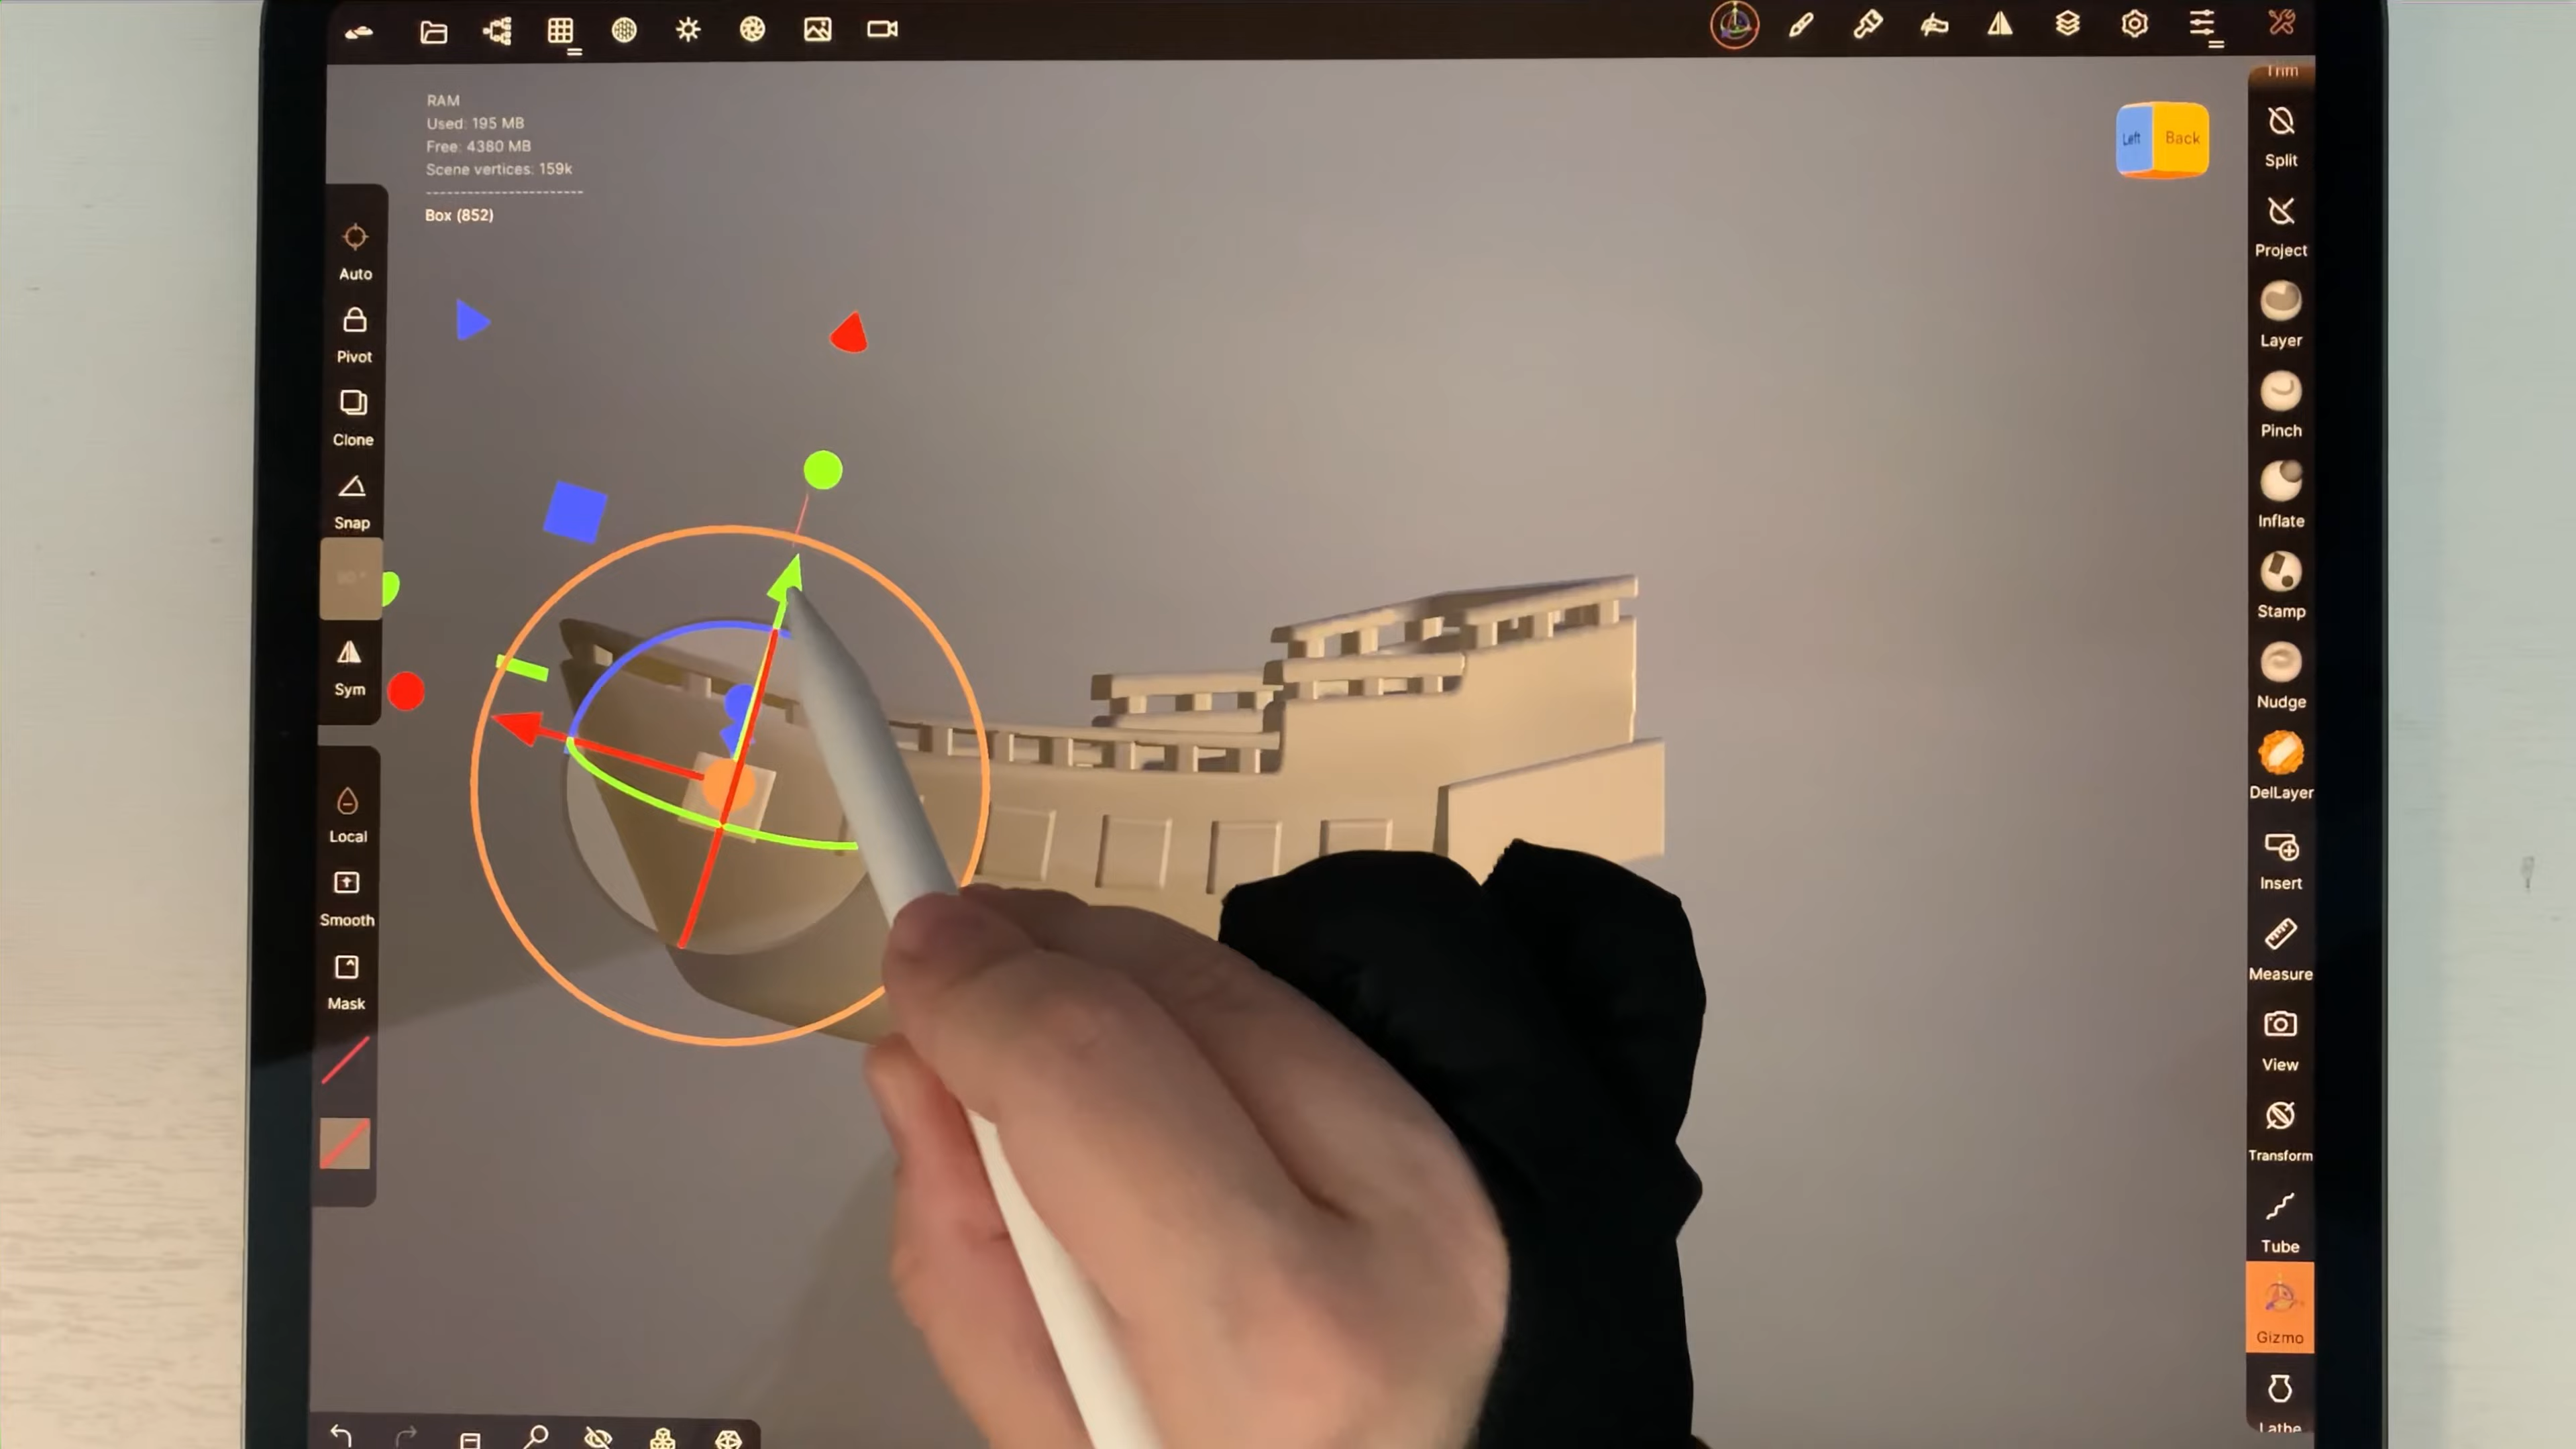 RAM
Used: 195 MB
Free: 4380 MB
Scene vertices: 159k
Box (852)
Left
Back
Auto
Pivot
Clone
Snap
Sym
Local
Smooth
Mask
Trim
Split
Project
Layer
Pinch
Inflate
Stamp
Nudge
DelLayer
Insert
Measure
View
Transform
Tube
Gizmo
Lathe